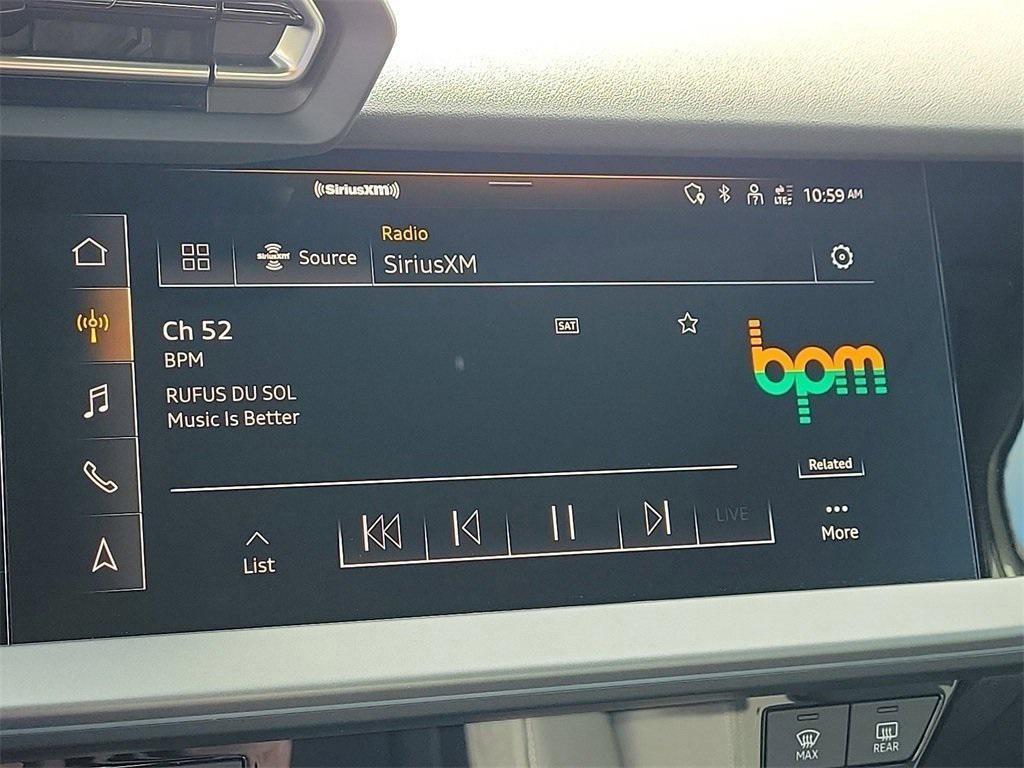 ((SiriusXM))
LTE
10:59 AM
SiriusXM Source
Radio
SiriusXM
Ch 52
SAT
BPM
bpm
RUFUS DU SOL
Music Is Better
Related
LIVE
List
More
MAX
REAR